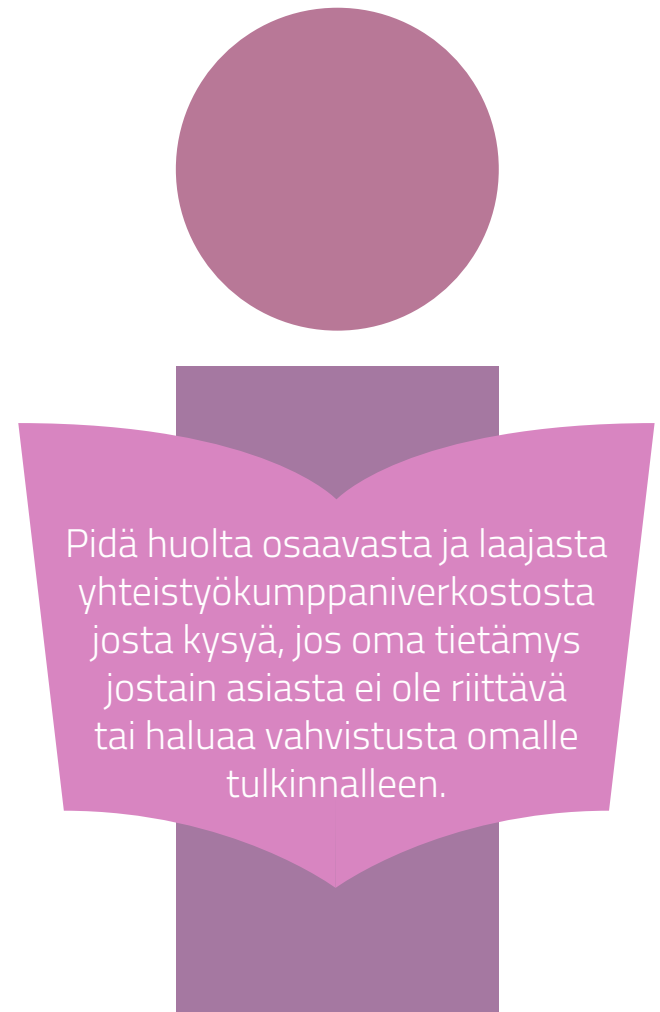 Pidä huolta osaavasta ja laajasta
yhteistyökumppaniverkostosta
josta kysyä, jos oma tietämys
jostain asiasta ei ole riittävä
tai haluaa vahvistusta omalle
tulkinnalleen.